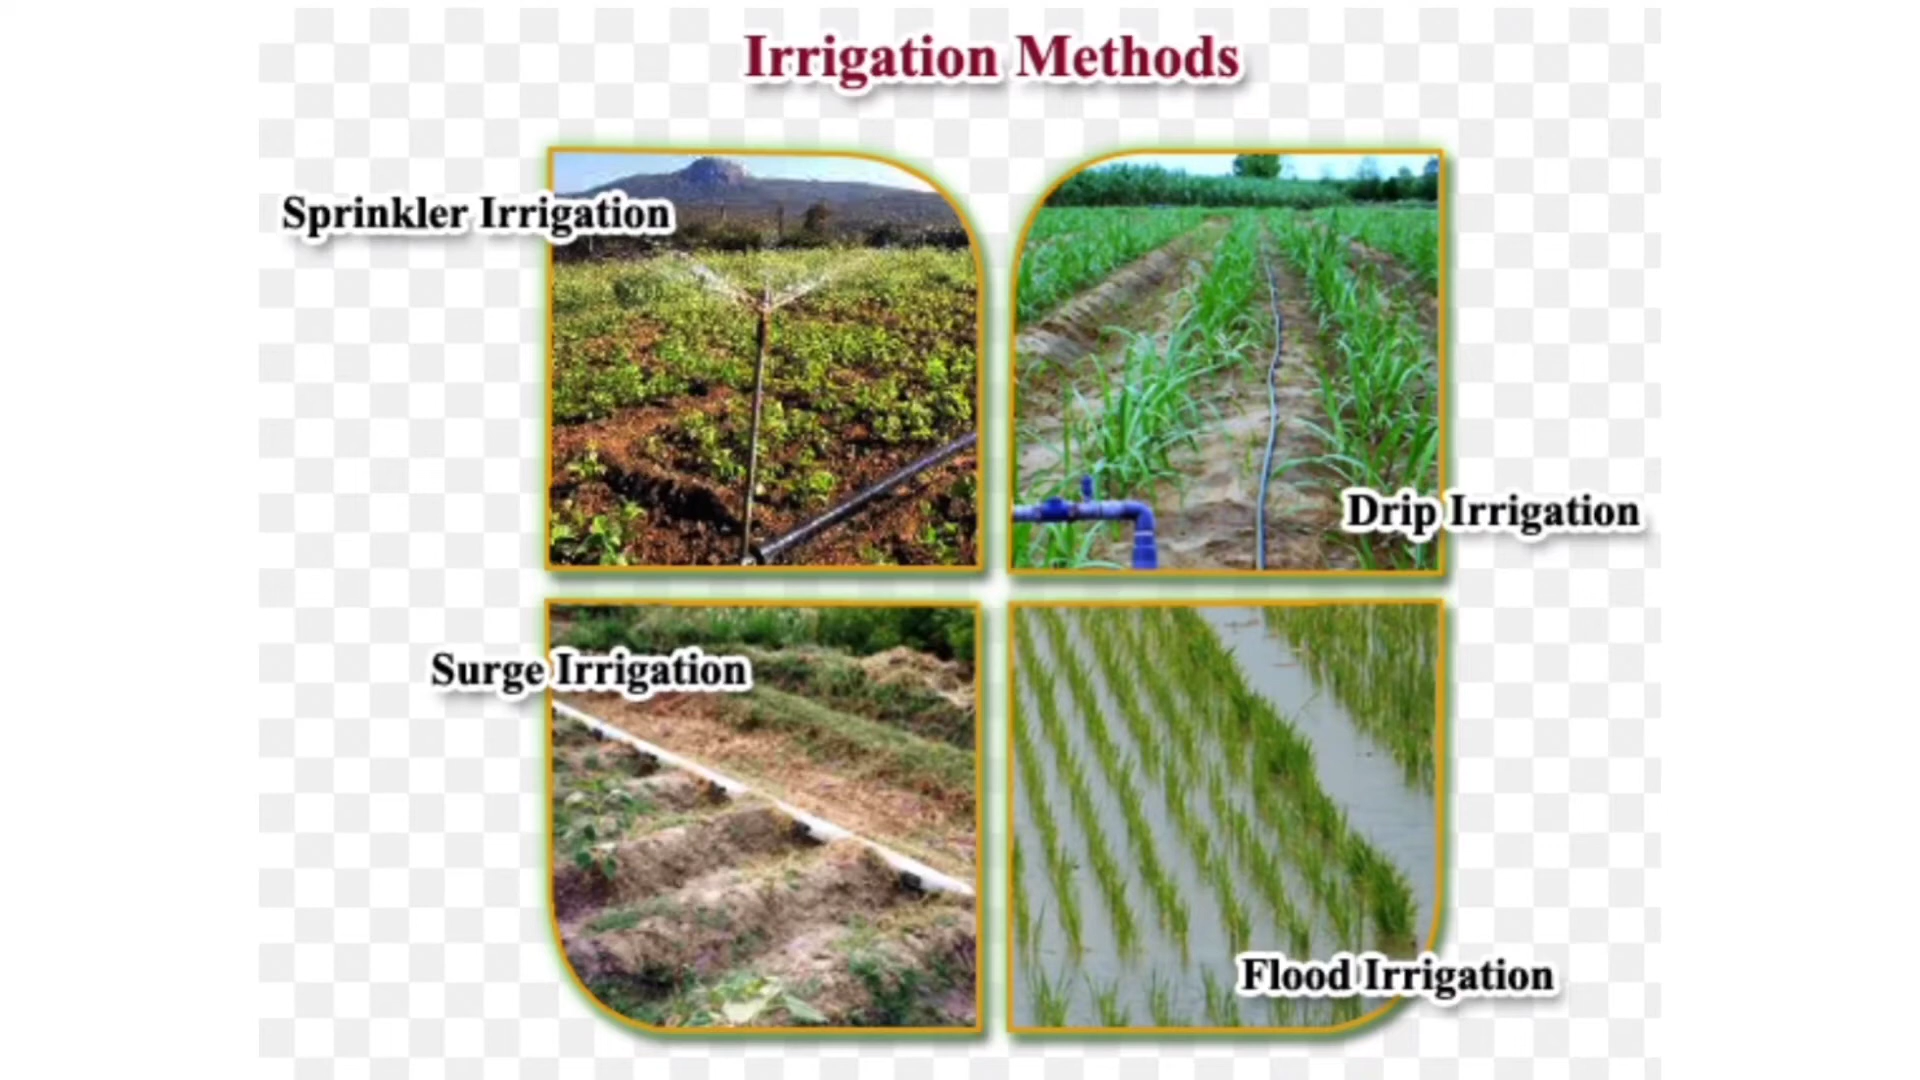 Irrigation Methods
Sprinkler Irrigation
Drip Irrigation
Surge Irrigation
Flood Irrigation